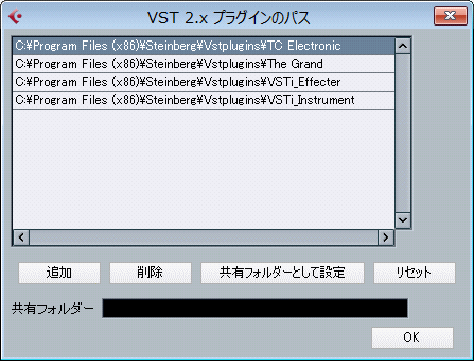 VST 2.x プラグインのパス
C:¥Program Files (x86)¥Steinberg¥Vstplugins¥TC Electronic
C:¥Program Files (x86)¥Steinberg¥Vstplugins¥The Grand
C:¥Program Files (x86)¥Steinberg¥Vstplugins¥VSTi_Effecter
C:¥Program Files (x86)¥Steinberg¥Vstplugins¥VSTi_Instrument
追加 削除 共有フォルダーとして設定 リセット
共有フォルダー
OK